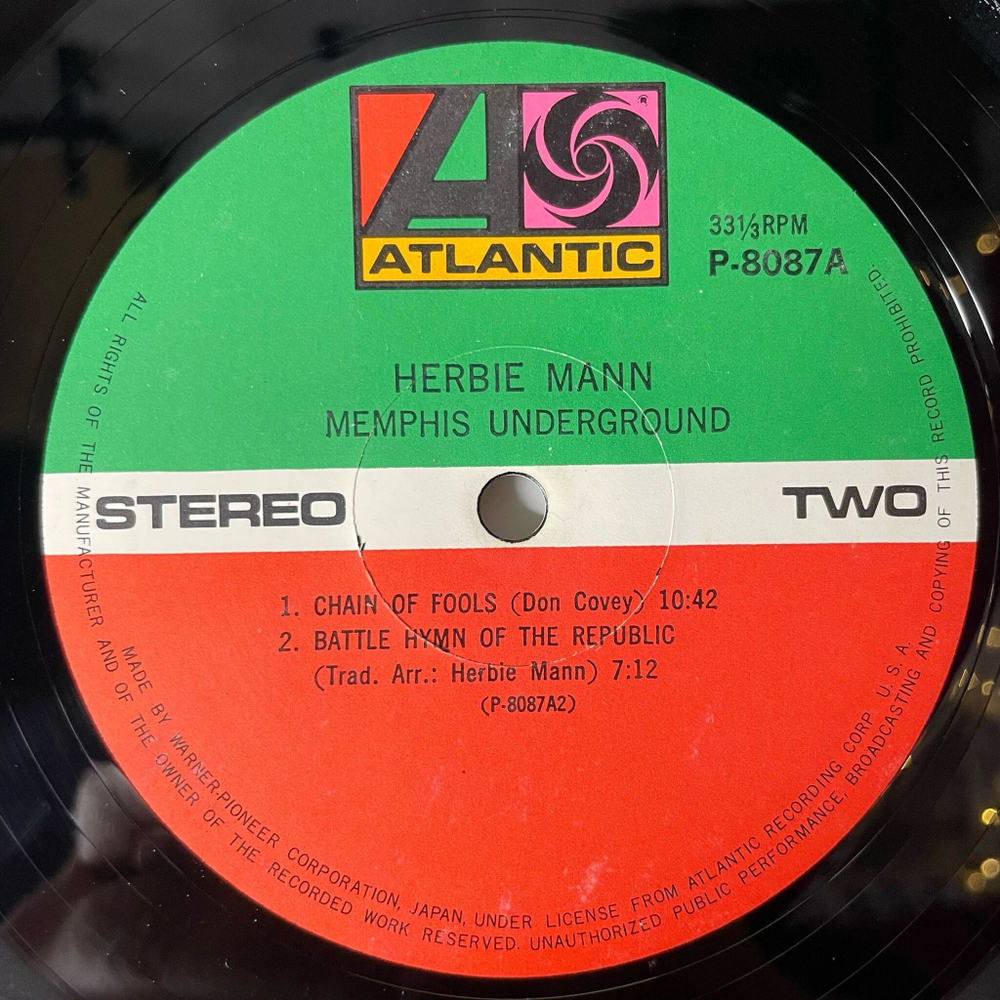 A
®
ATLANTIC
33⅓RPM
P-8087A
HERBIE MANN
MEMPHIS UNDERGROUND
STEREO
TWO
1. CHAIN OF FOOLS (Don Covey) 10:42
2. BATTLE HYMN OF THE REPUBLIC
(Trad. Arr.: Herbie Mann) 7:12
(P-8087A2)
MADE BY WARNER-PIONEER CORPORATION, JAPAN, UNDER LICENSE FROM ATLANTIC RECORDING CORP. U. S. A.
ALL RIGHTS OF THE MANUFACTURER AND OF THE OWNER OF THE RECORDED WORK RESERVED. UNAUTHORIZED PUBLIC PERFORMANCE, BROADCASTING AND COPYING OF THIS RECORD PROHIBITED.